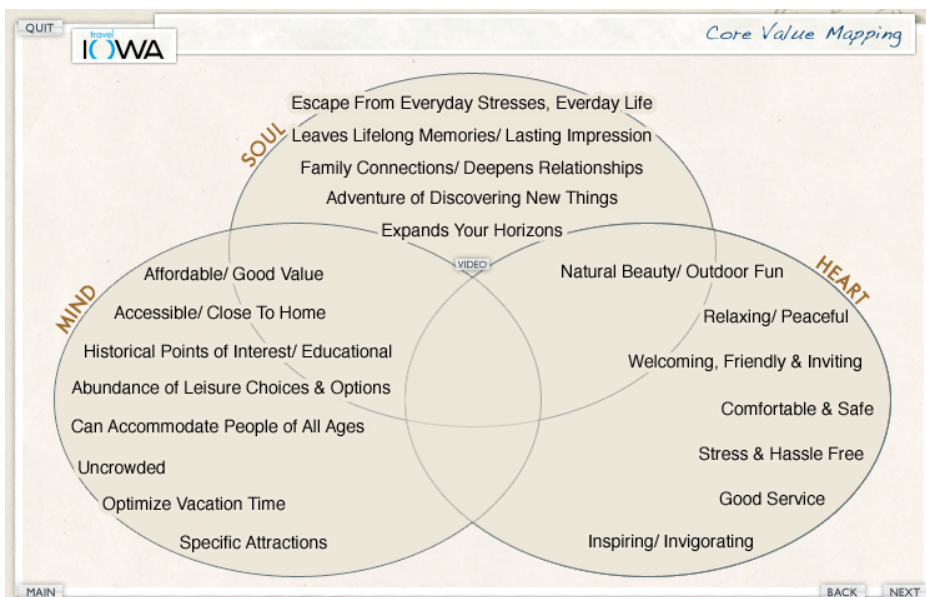 QUIT
travel
IOWA
Core Value Mapping
SOUL
Escape From Everyday Stresses, Everday Life
Leaves Lifelong Memories/ Lasting Impression
Family Connections/ Deepens Relationships
Adventure of Discovering New Things
Expands Your Horizons
VIDEO
MIND
Affordable/ Good Value
Accessible/ Close To Home
Historical Points of Interest/ Educational
Abundance of Leisure Choices & Options
Can Accommodate People of All Ages
Uncrowded
Optimize Vacation Time
Specific Attractions
HEART
Natural Beauty/ Outdoor Fun
Relaxing/ Peaceful
Welcoming, Friendly & Inviting
Comfortable & Safe
Stress & Hassle Free
Good Service
Inspiring/ Invigorating
MAIN
BACK
NEXT